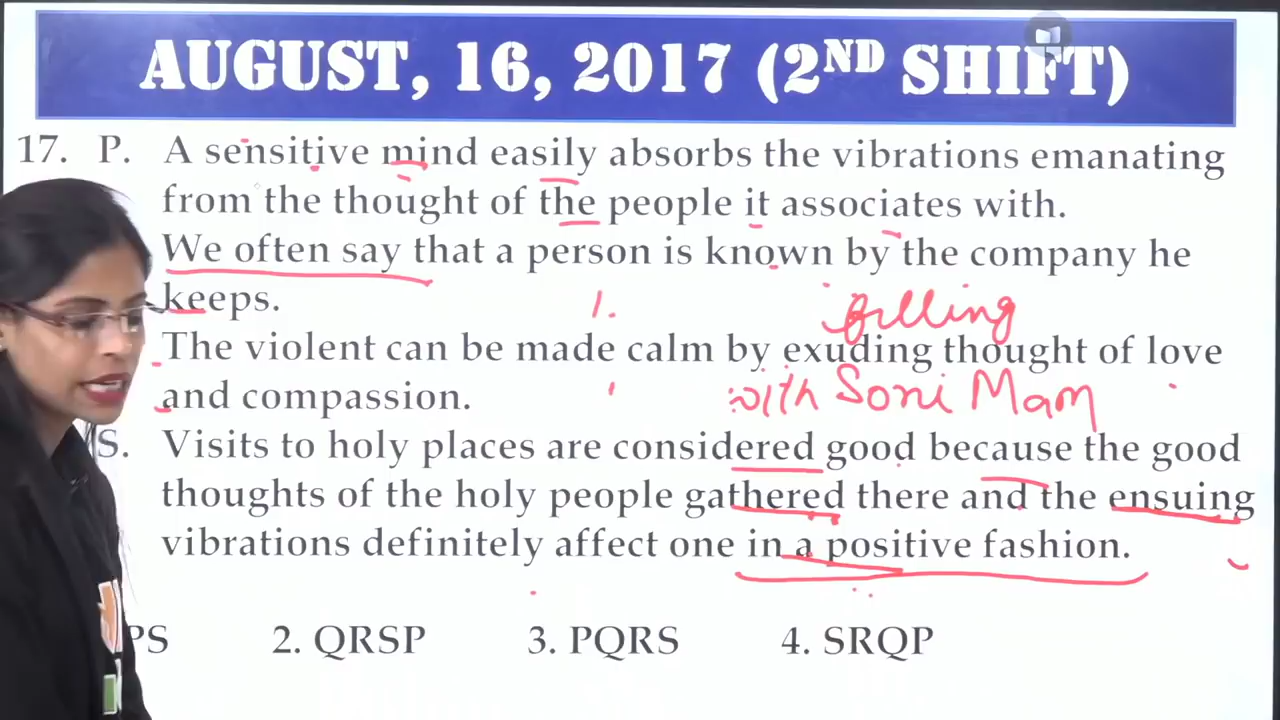 AUGUST, 16, 2017 (2ND SHIFT)
17. P. A sensitive mind easily absorbs the vibrations emanating
from the thought of the people it associates with.
We often say that a person is known by the company he
keeps.
1.
filling
The violent can be made calm by exuding thought of love
and compassion.
with Soni Mam
S. Visits to holy places are considered good because the good
thoughts of the holy people gathered there and the ensuing
vibrations definitely affect one in a positive fashion.
PS 2. QRSP 3. PQRS 4. SRQP